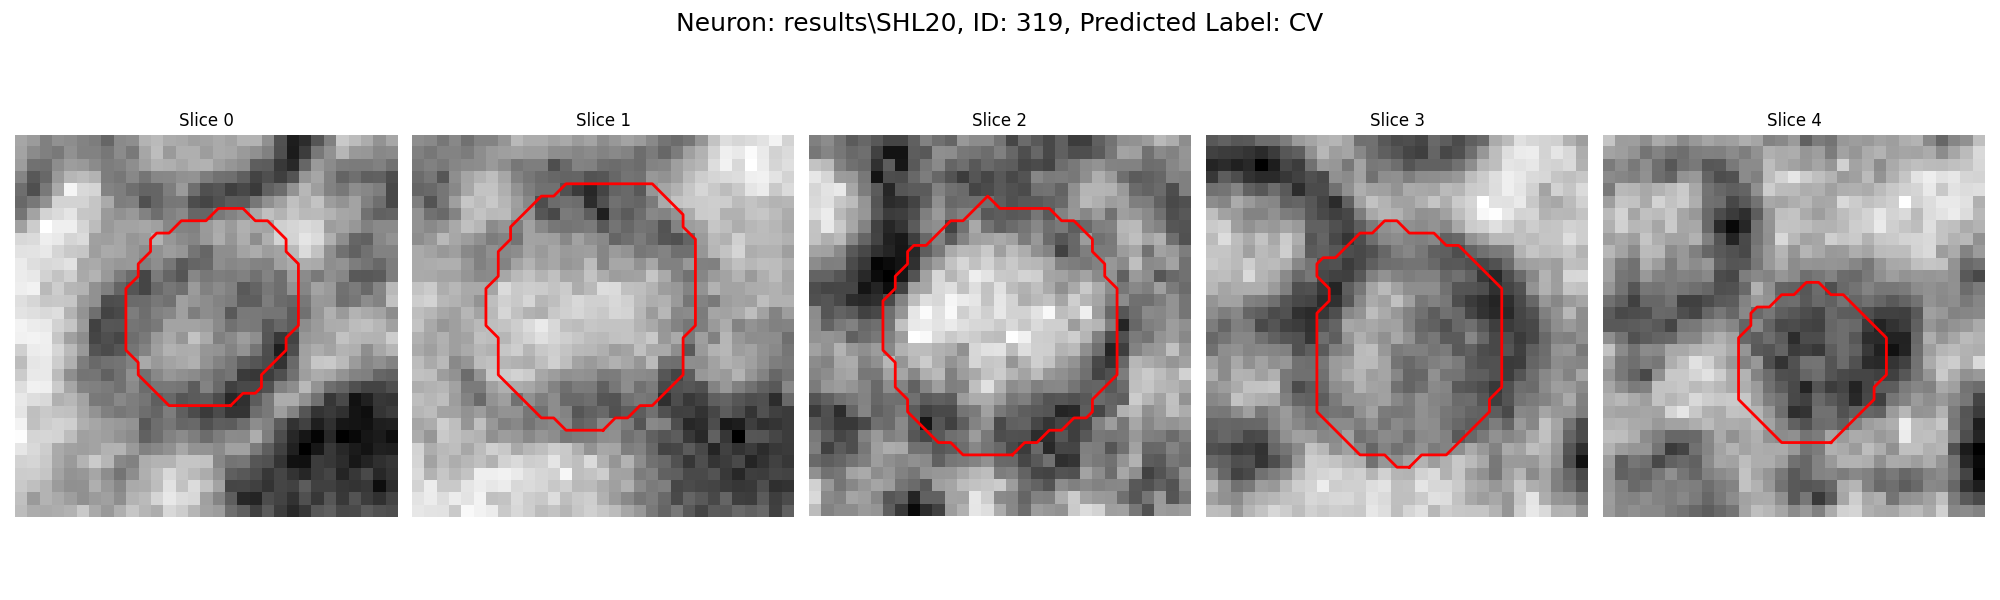 Neuron: results\SHL20, ID: 319, Predicted Label: CV
Slice 0
Slice 1
Slice 2
Slice 3
Slice 4